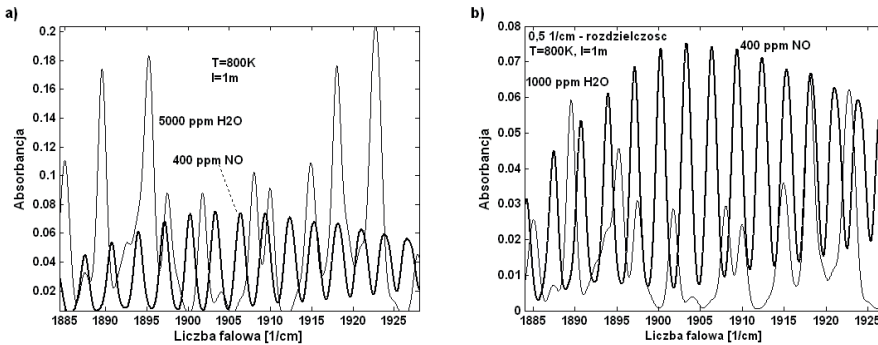 a)
0.2
0.18
0.16
0.14
0.12
0.1
0.08
0.06
0.04
0.02
Absorbancja
T=800K
l=1m
5000 ppm H2O
400 ppm NO
1885 1890 1895 1900 1905 1910 1915 1920 1925
Liczba falowa [1/cm]
b)
0.08
0.07
0.06
0.05
0.04
0.03
0.02
0.01
0
Absorbancja
0,5 1/cm - rozdzielczosc
T=800K, l=1m
400 ppm NO
1000 ppm H2O
1885 1890 1895 1900 1905 1910 1915 1920 1925
Liczba falowa [1/cm]